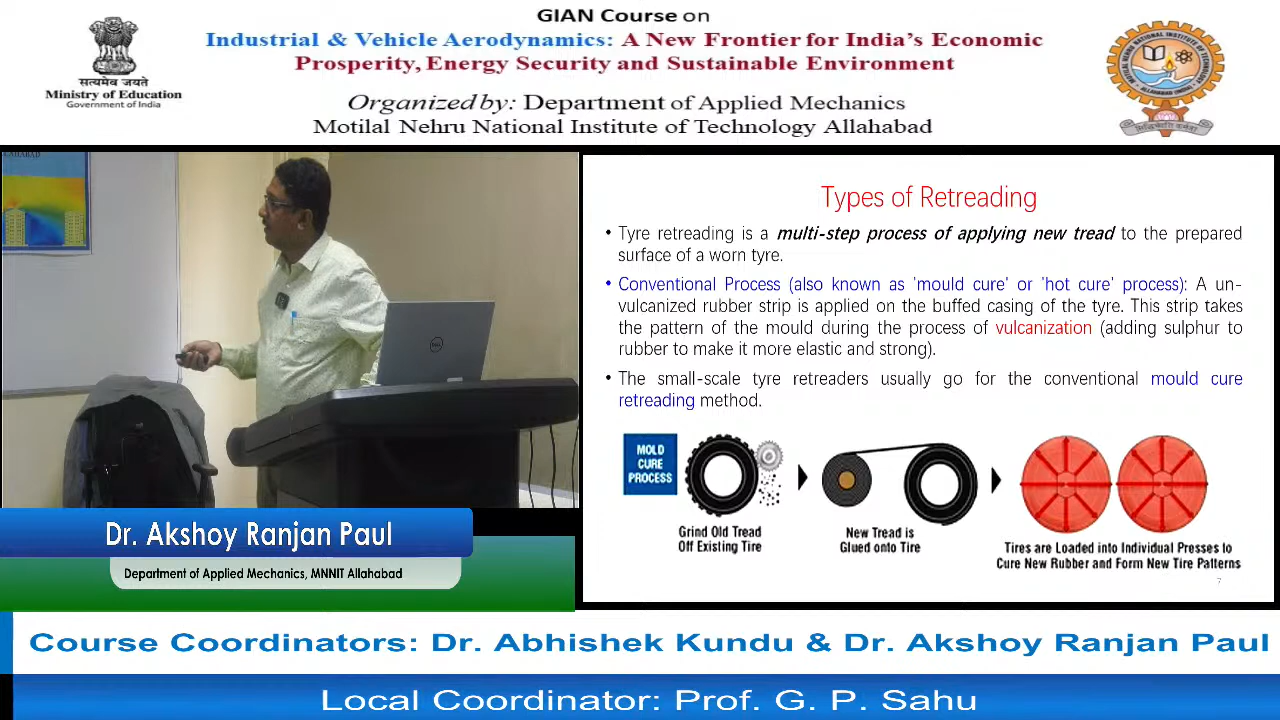 GIAN Course on
Industrial & Vehicle Aerodynamics: A New Frontier for India's Economic
Prosperity, Energy Security and Sustainable Environment
Organized by: Department of Applied Mechanics
Motilal Nehru National Institute of Technology Allahabad
सत्यमेव जयते
Ministry of Education
Government of India
Types of Retreading
• Tyre retreading is a multi-step process of applying new tread to the prepared
surface of a worn tyre.
• Conventional Process (also known as 'mould cure' or 'hot cure' process): A un-
vulcanized rubber strip is applied on the buffed casing of the tyre. This strip takes
the pattern of the mould during the process of vulcanization (adding sulphur to
rubber to make it more elastic and strong).
• The small-scale tyre retreaders usually go for the conventional mould cure
retreading method.
MOLD
CURE
PROCESS
Grind Old Tread
Off Existing Tire
New Tread is
Glued onto Tire
Tires are Loaded into Individual Presses to
Cure New Rubber and Form New Tire Patterns
7
DELL
Dr. Akshoy Ranjan Paul
Department of Applied Mechanics, MNNIT Allahabad
Course Coordinators: Dr. Abhishek Kundu & Dr. Akshoy Ranjan Paul
Local Coordinator: Prof. G. P. Sahu